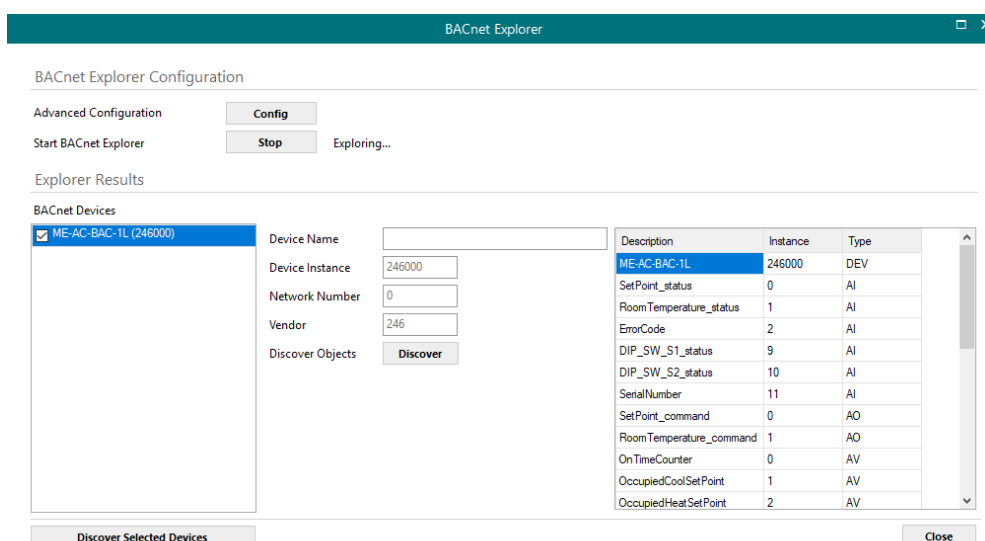 BACnet Explorer
BACnet Explorer Configuration
Advanced Configuration Config
Start BACnet Explorer Stop Exploring...
Explorer Results
BACnet Devices
ME-AC-BAC-1L (246000)
Device Name
Device Instance 246000
Network Number 0
Vendor 246
Discover Objects Discover
Description Instance Type
ME-AC-BAC-1L 246000 DEV
SetPoint_status 0 AI
RoomTemperature_status 1 AI
ErrorCode 2 AI
DIP_SW_S1_status 9 AI
DIP_SW_S2_status 10 AI
SerialNumber 11 AI
SetPoint_command 0 AO
RoomTemperature_command 1 AO
OnTimeCounter 0 AV
OccupiedCoolSetPoint 1 AV
OccupiedHeatSetPoint 2 AV
Discover Selected Devices Close